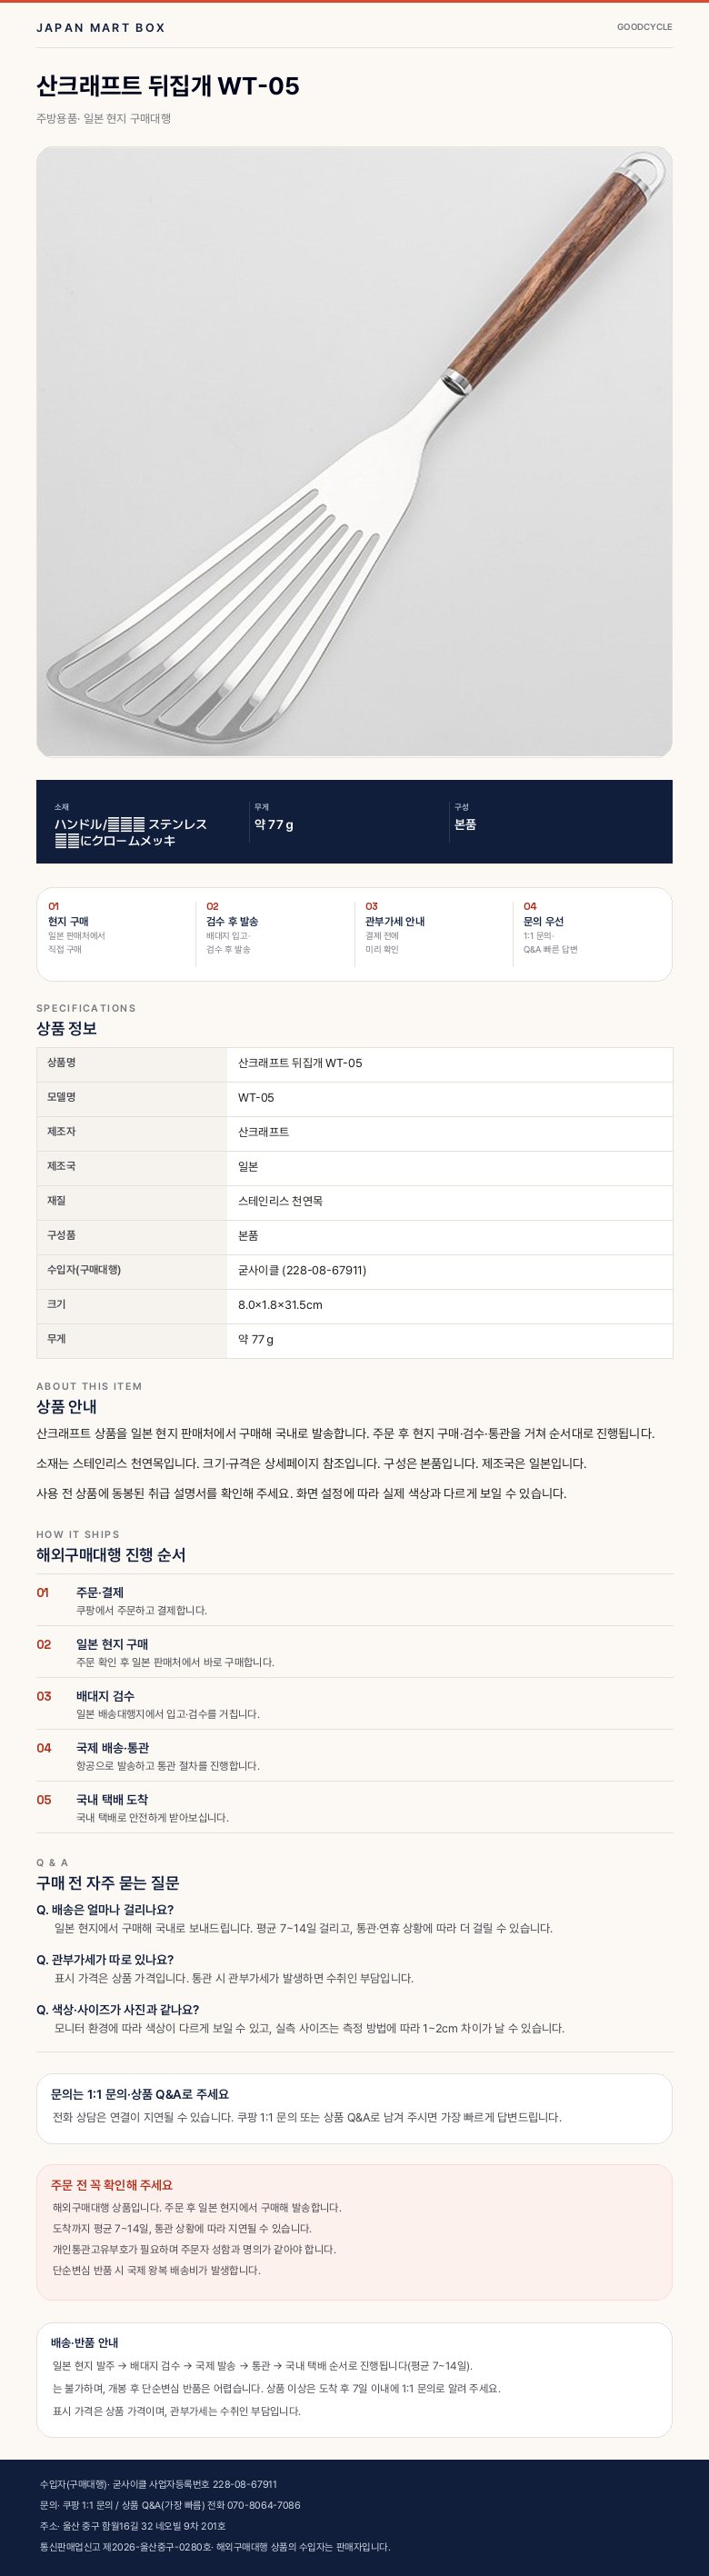 JAPAN MART BOX
GOODCYCLE
산크래프트 뒤집개 WT-05
주방용품· 일본 현지 구매대행
소재
ハンドル/ ステンレス
にクロームメッキ
무게
약 77 g
구성
본품
01
현지 구매
일본 판매처에서
직접 구매
02
검수 후 발송
배대지 입고·
검수 후 발송
03
관부가세 안내
결제 전에
미리 확인
04
문의 우선
1:1 문의·
Q&A 빠른 답변
SPECIFICATIONS
상품 정보
상품명 산크래프트 뒤집개 WT-05
모델명 WT-05
제조자 산크래프트
제조국 일본
재질 스테인리스 천연목
구성품 본품
수입자(구매대행) 굳사이클 (228-08-67911)
크기 8.0×1.8×31.5cm
무게 약 77 g
ABOUT THIS ITEM
상품 안내
산크래프트 상품을 일본 현지 판매처에서 구매해 국내로 발송합니다. 주문 후 현지 구매·검수·통관을 거쳐 순서대로 진행됩니다.
소재는 스테인리스 천연목입니다. 크기·규격은 상세페이지 참조입니다. 구성은 본품입니다. 제조국은 일본입니다.
사용 전 상품에 동봉된 취급 설명서를 확인해 주세요. 화면 설정에 따라 실제 색상과 다르게 보일 수 있습니다.
HOW IT SHIPS
해외구매대행 진행 순서
01 주문·결제
쿠팡에서 주문하고 결제합니다.
02 일본 현지 구매
주문 확인 후 일본 판매처에서 바로 구매합니다.
03 배대지 검수
일본 배송대행지에서 입고·검수를 거칩니다.
04 국제 배송·통관
항공으로 발송하고 통관 절차를 진행합니다.
05 국내 택배 도착
국내 택배로 안전하게 받아보십니다.
Q & A
구매 전 자주 묻는 질문
Q. 배송은 얼마나 걸리나요?
일본 현지에서 구매해 국내로 보내드립니다. 평균 7~14일 걸리고, 통관·연휴 상황에 따라 더 걸릴 수 있습니다.
Q. 관부가세가 따로 있나요?
표시 가격은 상품 가격입니다. 통관 시 관부가세가 발생하면 수취인 부담입니다.
Q. 색상·사이즈가 사진과 같나요?
모니터 환경에 따라 색상이 다르게 보일 수 있고, 실측 사이즈는 측정 방법에 따라 1~2cm 차이가 날 수 있습니다.
문의는 1:1 문의·상품 Q&A로 주세요
전화 상담은 연결이 지연될 수 있습니다. 쿠팡 1:1 문의 또는 상품 Q&A로 남겨 주시면 가장 빠르게 답변드립니다.
주문 전 꼭 확인해 주세요
해외구매대행 상품입니다. 주문 후 일본 현지에서 구매해 발송합니다.
도착까지 평균 7~14일, 통관 상황에 따라 지연될 수 있습니다.
개인통관고유부호가 필요하며 주문자 성함과 명의가 같아야 합니다.
단순변심 반품 시 국제 왕복 배송비가 발생합니다.
배송·반품 안내
일본 현지 발주 → 배대지 검수 → 국제 발송 → 통관 → 국내 택배 순서로 진행됩니다(평균 7~14일).
는 불가하며, 개봉 후 단순변심 반품은 어렵습니다. 상품 이상은 도착 후 7일 이내에 1:1 문의로 알려 주세요.
표시 가격은 상품 가격이며, 관부가세는 수취인 부담입니다.
수입자(구매대행)· 굳사이클 사업자등록번호 228-08-67911
문의· 쿠팡 1:1 문의 / 상품 Q&A(가장 빠름) 전화 070-8064-7086
주소· 울산 중구 함월16길 32 네오빌 9차 201호
통신판매업신고 제2026-울산중구-0280호· 해외구매대행 상품의 수입자는 판매자입니다.